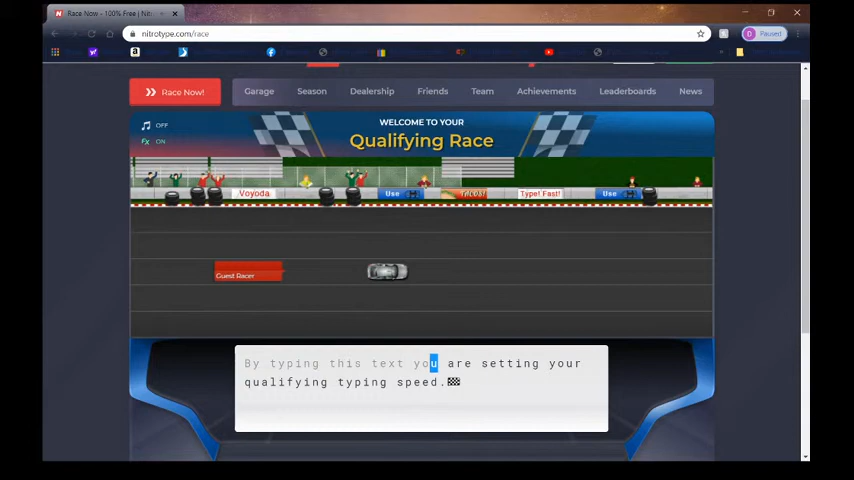 Race Now - 100% Free | Nitro
nitrotype.com/race
Paused
Race Now!
Garage
Season
Dealership
Friends
Team
Achievements
Leaderboards
News
OFF
FX ON
WELCOME TO YOUR
Qualifying Race
Voyoda
Use
Type! Fast!
Use
Guest Racer
By typing this text you are setting your
qualifying typing speed.